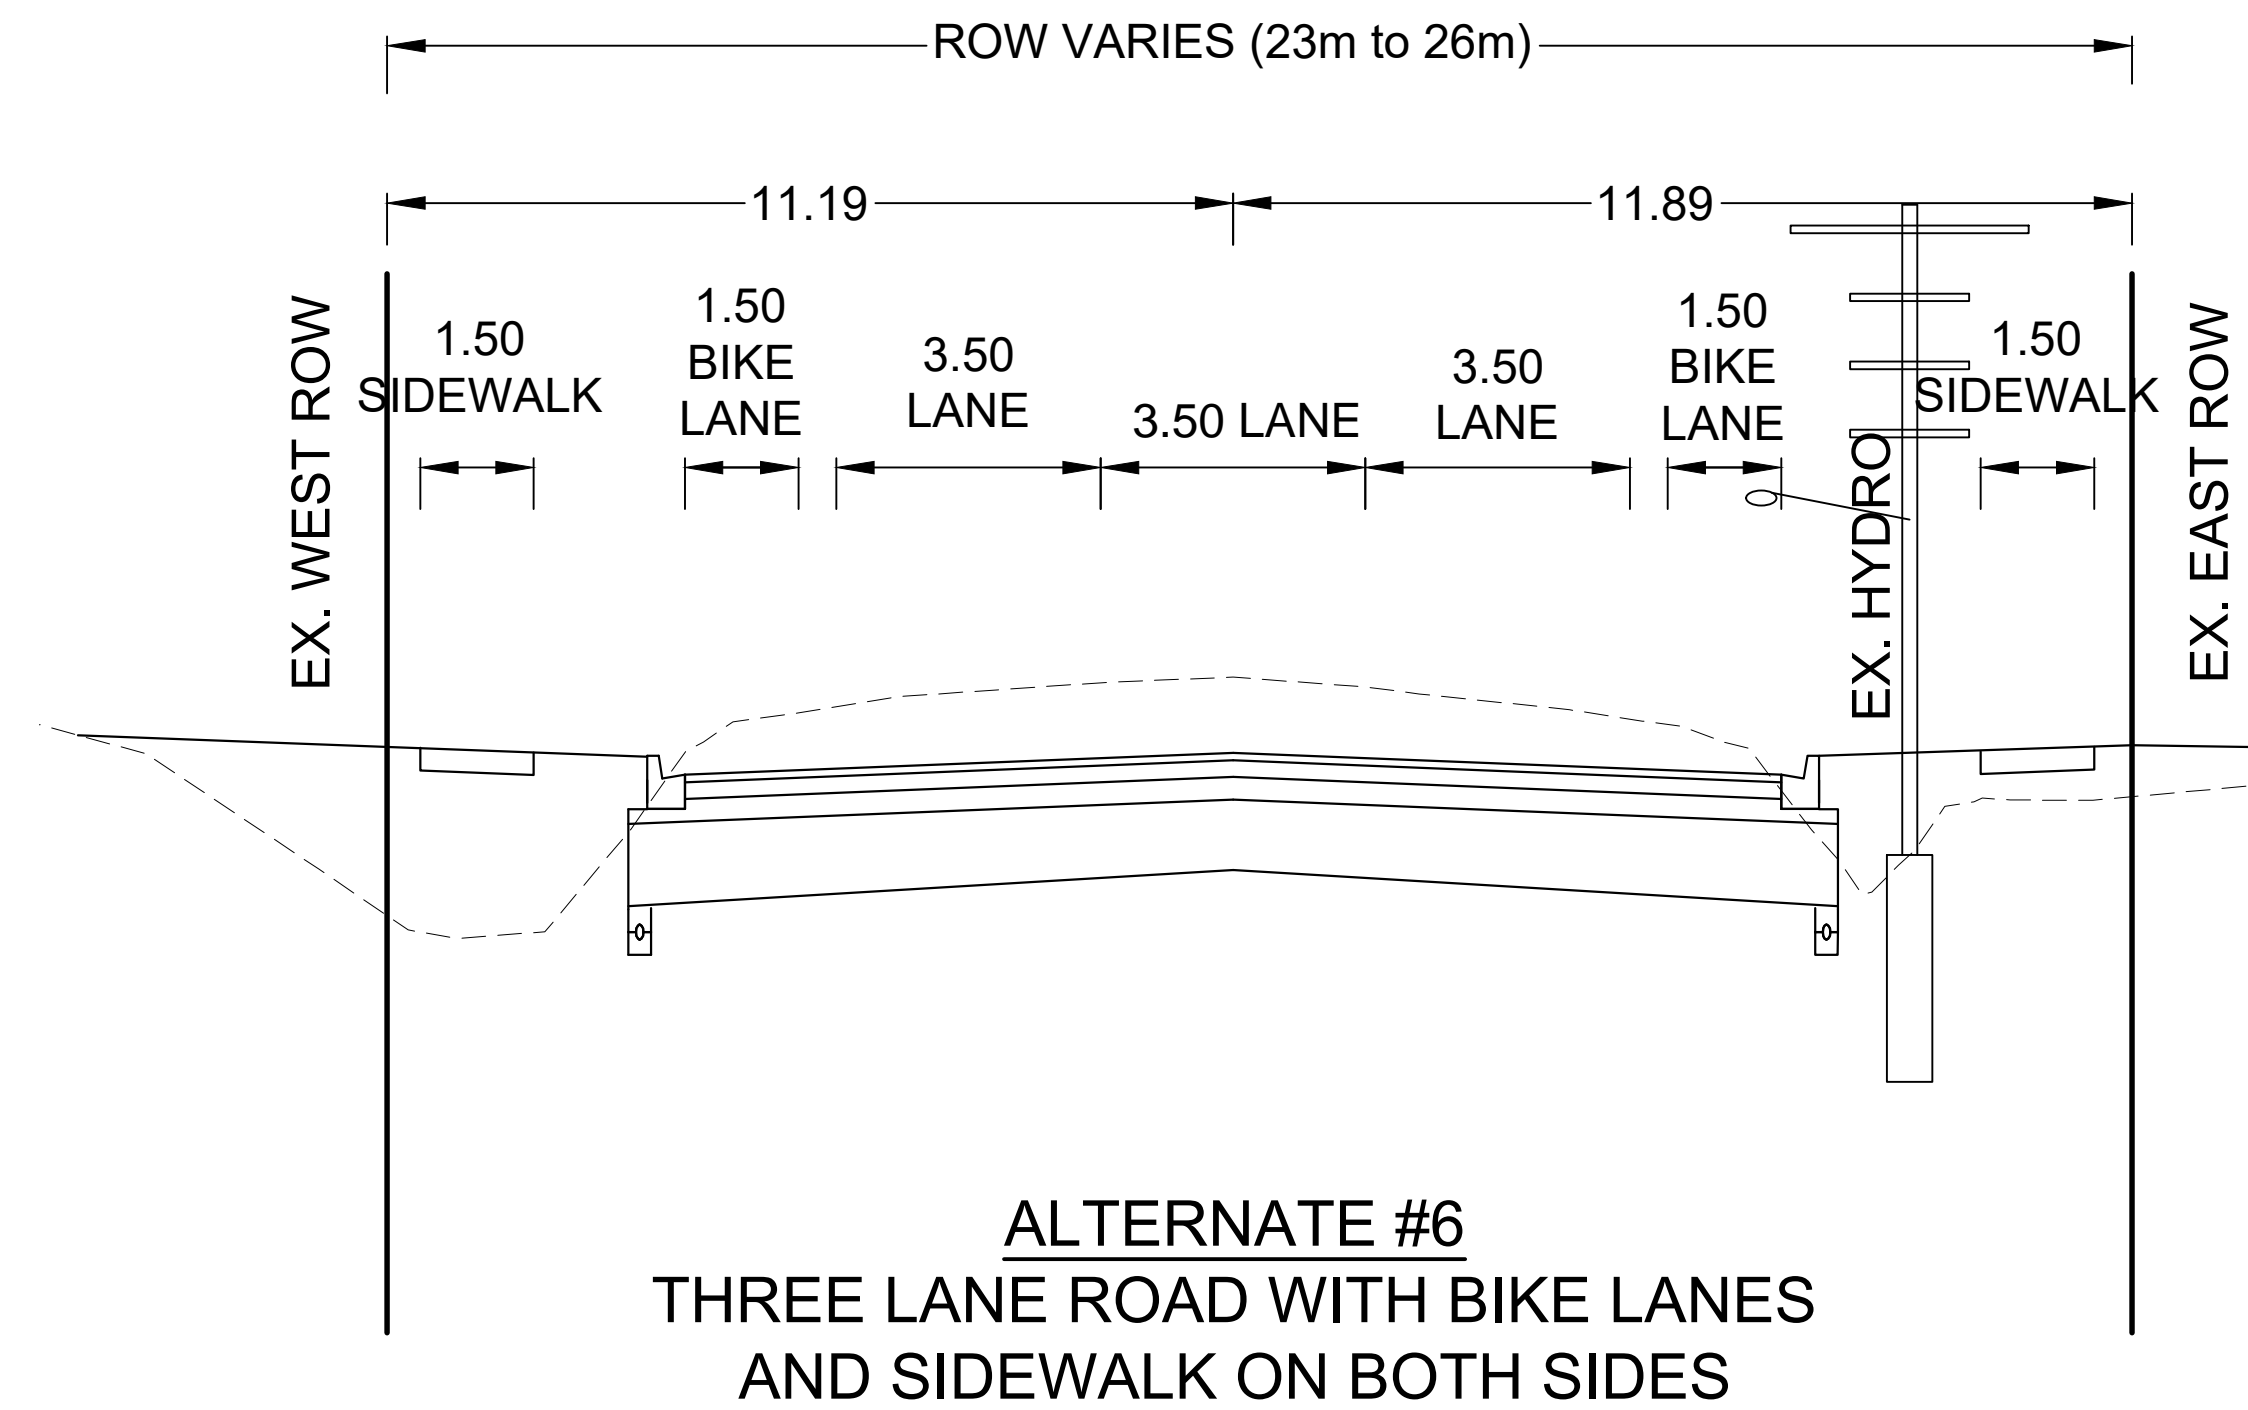 ROW VARIES (23m to 26m)
11.19
11.89
EX. WEST ROW
1.50
SIDEWALK
1.50
BIKE
LANE
3.50
LANE
3.50 LANE
3.50
LANE
1.50
BIKE
LANE
EX. HYDRO
1.50
SIDEWALK
EX. EAST ROW
ALTERNATE #6
THREE LANE ROAD WITH BIKE LANES
AND SIDEWALK ON BOTH SIDES